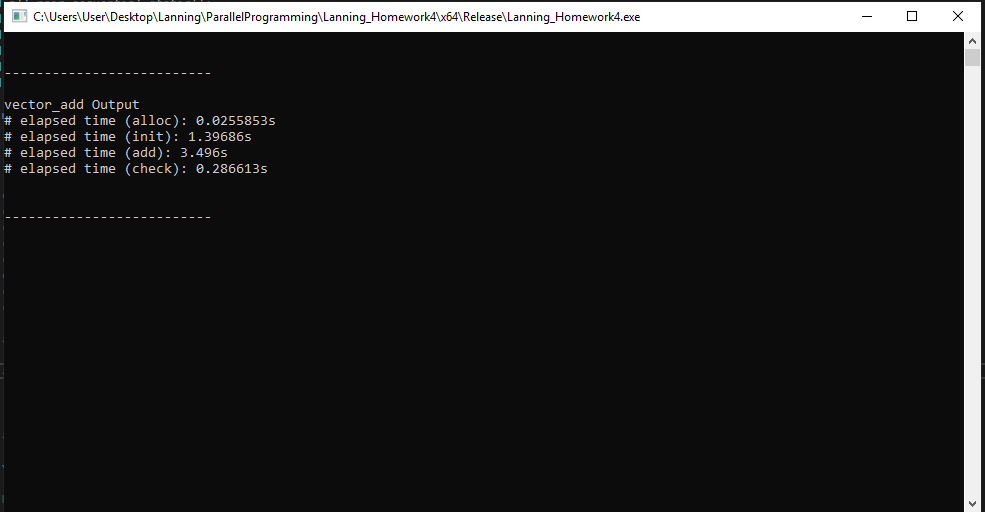 C:\Users\User\Desktop\Lanning\ParallelProgramming\Lanning_Homework4\x64\Release\Lanning_Homework4.exe
--------------------------
vector_add Output
# elapsed time (alloc): 0.0255853s
# elapsed time (init): 1.39686s
# elapsed time (add): 3.496s
# elapsed time (check): 0.286613s
--------------------------